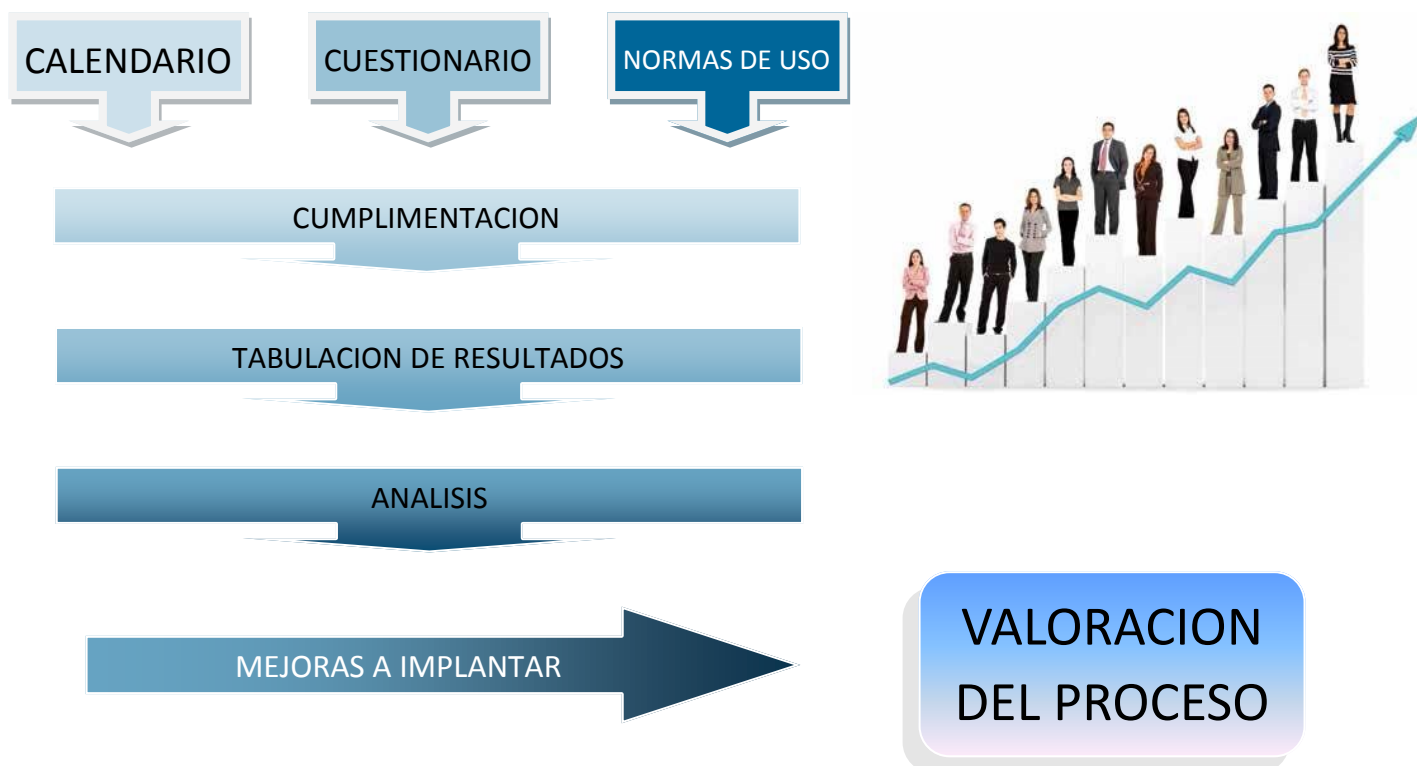 CALENDARIO
CUESTIONARIO
NORMAS DE USO
CUMPLIMENTACION
TABULACION DE RESULTADOS
ANALISIS
MEJORAS A IMPLANTAR
VALORACION
DEL PROCESO